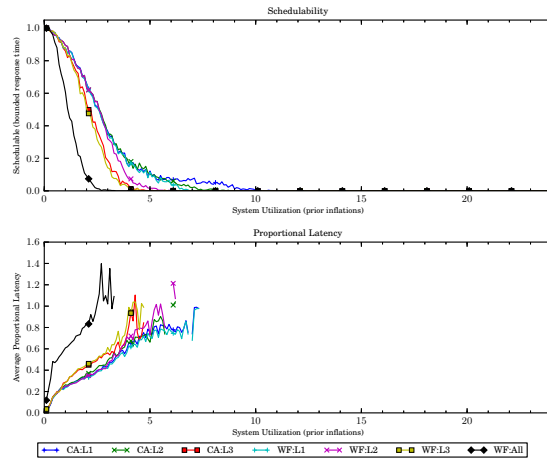 Schedulability
Schedulable (bounded response time)
1.0
0.8
0.6
0.4
0.2
0.0
0 5 10 15 20
System Utilization (prior inflations)
Proportional Latency
Average Proportional Latency
1.6
1.4
1.2
1.0
0.8
0.6
0.4
0.2
0.0
0 5 10 15 20
System Utilization (prior inflations)
CA:L1 CA:L2 CA:L3 WF:L1 WF:L2 WF:L3 WF:All